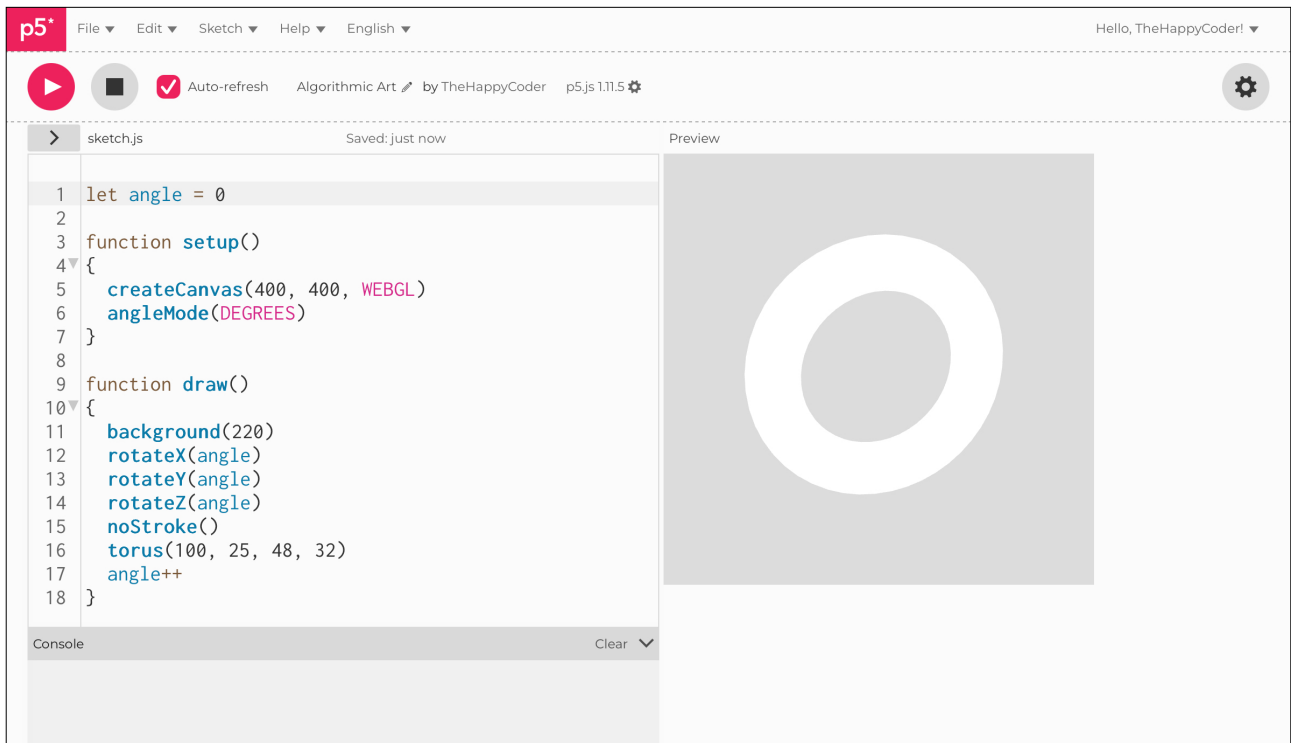 p5* File Edit Sketch Help English Hello, TheHappyCoder!
Auto-refresh Algorithmic Art by TheHappyCoder p5.js 1.11.5
sketch.js Saved: just now Preview
1 let angle = 0
2
3 function setup()
4 {
5 createCanvas(400, 400, WEBGL)
6 angleMode(DEGREES)
7 }
8
9 function draw()
10 {
11 background(220)
12 rotateX(angle)
13 rotateY(angle)
14 rotateZ(angle)
15 noStroke()
16 torus(100, 25, 48, 32)
17 angle++
18 }
Console Clear